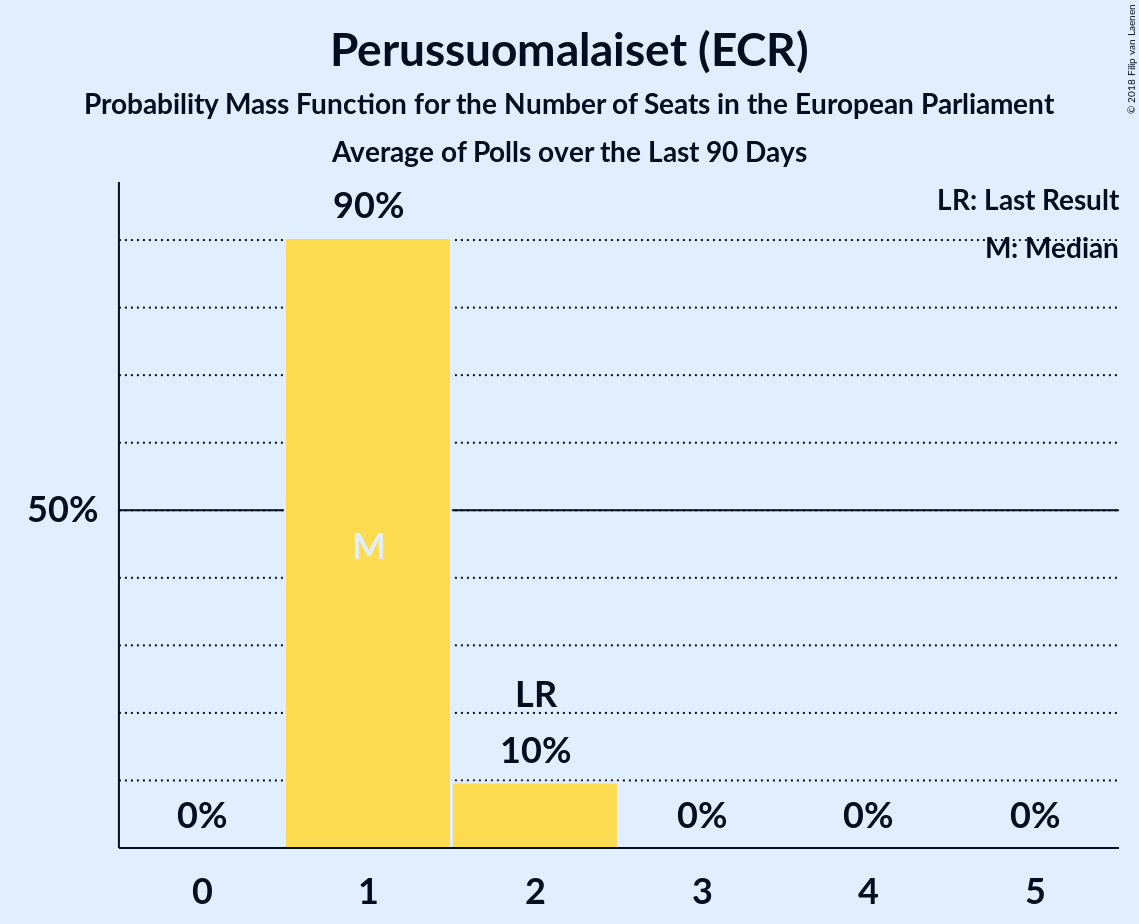 Perussuomalaiset (ECR)
Probability Mass Function for the Number of Seats in the European Parliament
Average of Polls over the Last 90 Days
© 2018 Filip van Laenen
LR: Last Result
M: Median
90%
50%
M
LR
10%
0%
0%
0%
0%
0
1
2
3
4
5